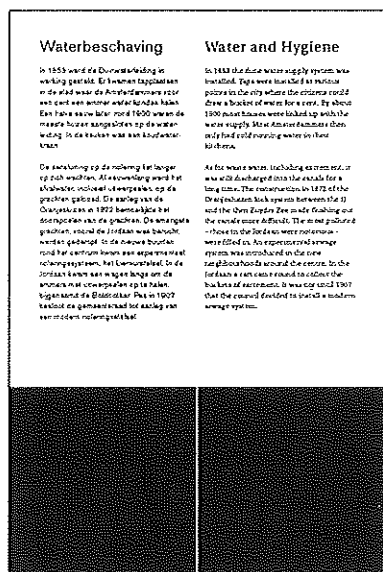 Waterbeschaving
In 1853 werd de Duinwaterleiding in
werking gesteld. Er kwamen tappplaatsen
in de stad waar de Amsterdammers voor
een cent een emmer water konden halen.
Een halve eeuw later rond 1900 waren de
meeste huizen aangesloten op de water-
leiding. In de keuken was een koudwater-
kraan.
De aansluiting op de riolering liet langer
op zich wachten. Al eeuwenlang werd het
afvalwater, inclusief uitwerpselen, op de
grachten geloosd. De aanleg van de
Oranjesluizen in 1872 bemoeilijkte het
doorspoelen van de grachten. De smerigste
grachten, vooral de Jordaan was berucht,
werden gedempt. In de nieuwe buurten
rond het centrum kwam een experimenteel
rioleringssysteem, het Liernurstelsel. In de
Jordaan kwam een wagen langs om de
emmers met uitwerpselen op te halen,
bijgenaamd de Boldootkar. Pas in 1907
besloot de gemeenteraad tot aanleg van
een modern rioleringsstelsel.
Water and Hygiene
In 1853 the dune water supply system was
installed. Taps were installed at various
points in the city where the citizens could
draw a bucket of water for a cent. By about
1900 most houses were linked up with the
water supply. Most Amsterdammers then
only had cold running water in their
kitchens.
As for waste water, including excrement, it
was still discharged into the canals for a
long time. The construction in 1872 of the
Oranjesluizen lock system between the IJ
and the then Zuyder Zee made flushing out
the canals more difficult. The most polluted
- those in the Jordaan were notorious -
were filled in. An experimental sewage
system was introduced in the new
neighbourhoods around the centre. In the
Jordaan a cart came round to collect the
buckets of excrement. It was not until 1907
that the council decided to install a modern
sewage system.